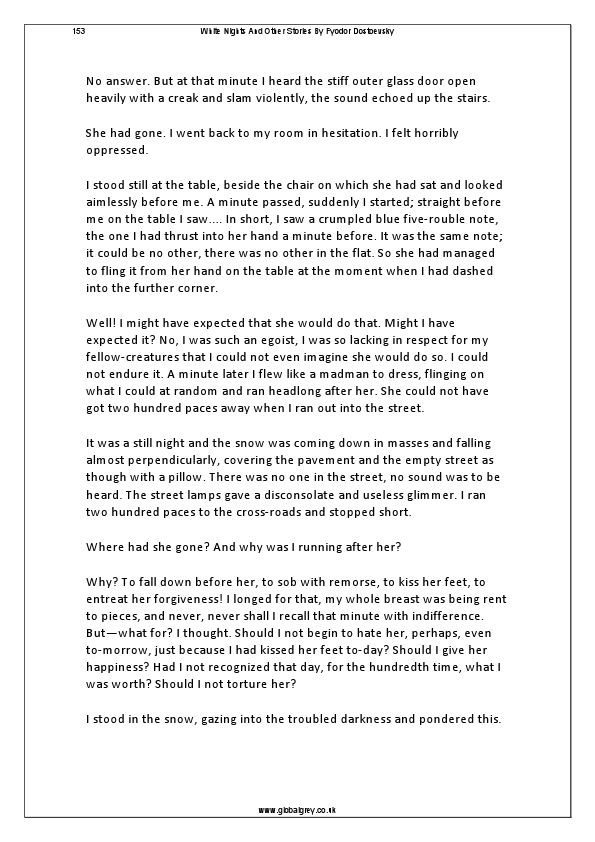 153 White Nights And Other Stories By Fyodor Dostoevsky
No answer. But at that minute I heard the stiff outer glass door open
heavily with a creak and slam violently, the sound echoed up the stairs.
She had gone. I went back to my room in hesitation. I felt horribly
oppressed.
I stood still at the table, beside the chair on which she had sat and looked
aimlessly before me. A minute passed, suddenly I started; straight before
me on the table I saw.... In short, I saw a crumpled blue five-rouble note,
the one I had thrust into her hand a minute before. It was the same note;
it could be no other, there was no other in the flat. So she had managed
to fling it from her hand on the table at the moment when I had dashed
into the further corner.
Well! I might have expected that she would do that. Might I have
expected it? No, I was such an egoist, I was so lacking in respect for my
fellow-creatures that I could not even imagine she would do so. I could
not endure it. A minute later I flew like a madman to dress, flinging on
what I could at random and ran headlong after her. She could not have
got two hundred paces away when I ran out into the street.
It was a still night and the snow was coming down in masses and falling
almost perpendicularly, covering the pavement and the empty street as
though with a pillow. There was no one in the street, no sound was to be
heard. The street lamps gave a disconsolate and useless glimmer. I ran
two hundred paces to the cross-roads and stopped short.
Where had she gone? And why was I running after her?
Why? To fall down before her, to sob with remorse, to kiss her feet, to
entreat her forgiveness! I longed for that, my whole breast was being rent
to pieces, and never, never shall I recall that minute with indifference.
But—what for? I thought. Should I not begin to hate her, perhaps, even
to-morrow, just because I had kissed her feet to-day? Should I give her
happiness? Had I not recognized that day, for the hundredth time, what I
was worth? Should I not torture her?
I stood in the snow, gazing into the troubled darkness and pondered this.
www.globalgrey.co.uk